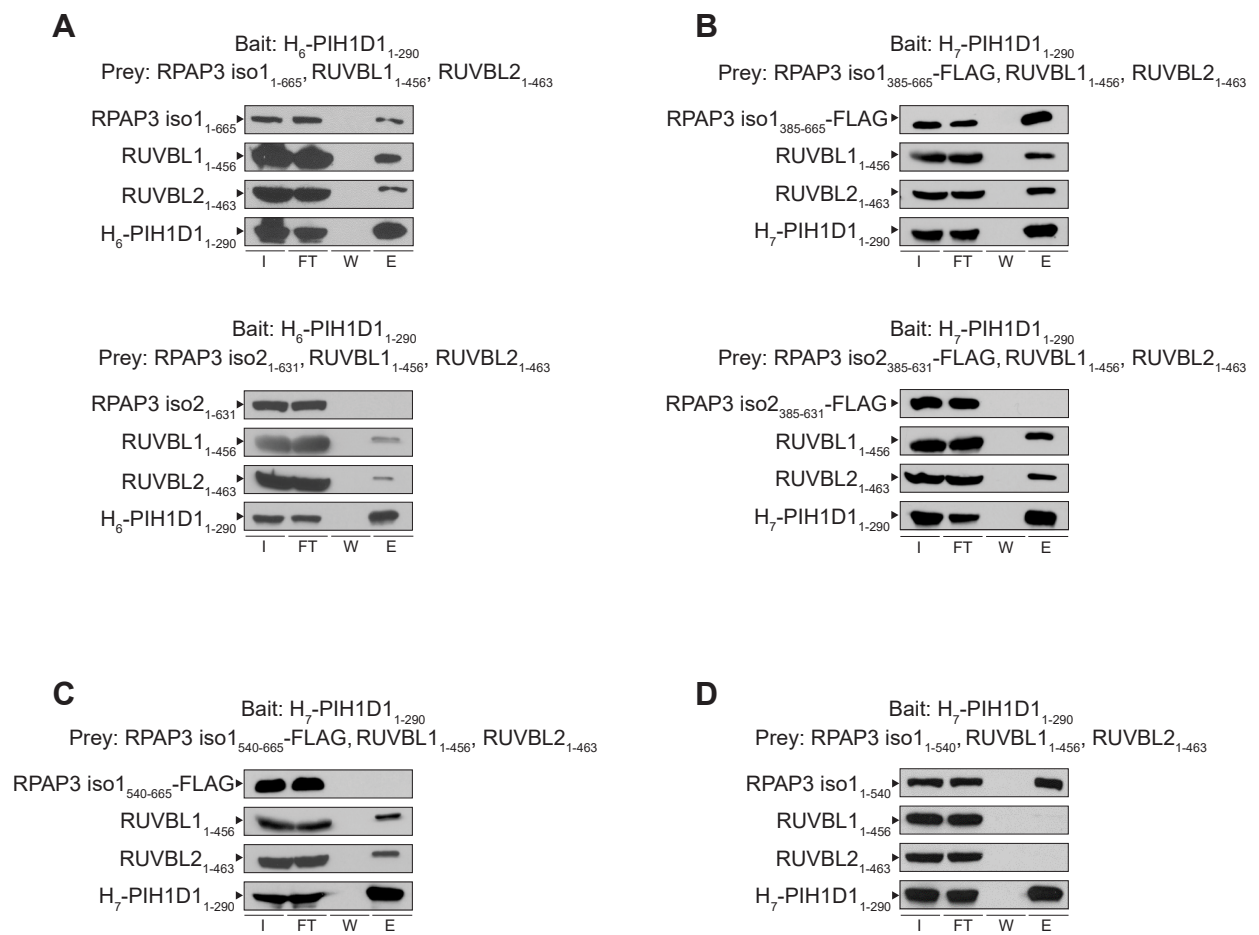 A
Bait: H6-PIH1D11-290
Prey: RPAP3 iso11-665, RUVBL11-456, RUVBL21-463
RPAP3 iso11-665
RUVBL11-456
RUVBL21-463
H6-PIH1D11-290
I FT W E
Bait: H6-PIH1D11-290
Prey: RPAP3 iso21-631, RUVBL11-456, RUVBL21-463
RPAP3 iso21-631
RUVBL11-456
RUVBL21-463
H6-PIH1D11-290
I FT W E
B
Bait: H7-PIH1D11-290
Prey: RPAP3 iso1385-665-FLAG, RUVBL11-456, RUVBL21-463
RPAP3 iso1385-665-FLAG
RUVBL11-456
RUVBL21-463
H7-PIH1D11-290
I FT W E
Bait: H7-PIH1D11-290
Prey: RPAP3 iso2385-631-FLAG, RUVBL11-456, RUVBL21-463
RPAP3 iso2385-631-FLAG
RUVBL11-456
RUVBL21-463
H7-PIH1D11-290
I FT W E
C
Bait: H7-PIH1D11-290
Prey: RPAP3 iso1540-665-FLAG, RUVBL11-456, RUVBL21-463
RPAP3 iso1540-665-FLAG
RUVBL11-456
RUVBL21-463
H7-PIH1D11-290
I FT W E
D
Bait: H7-PIH1D11-290
Prey: RPAP3 iso11-540, RUVBL11-456, RUVBL21-463
RPAP3 iso11-540
RUVBL11-456
RUVBL21-463
H7-PIH1D11-290
I FT W E